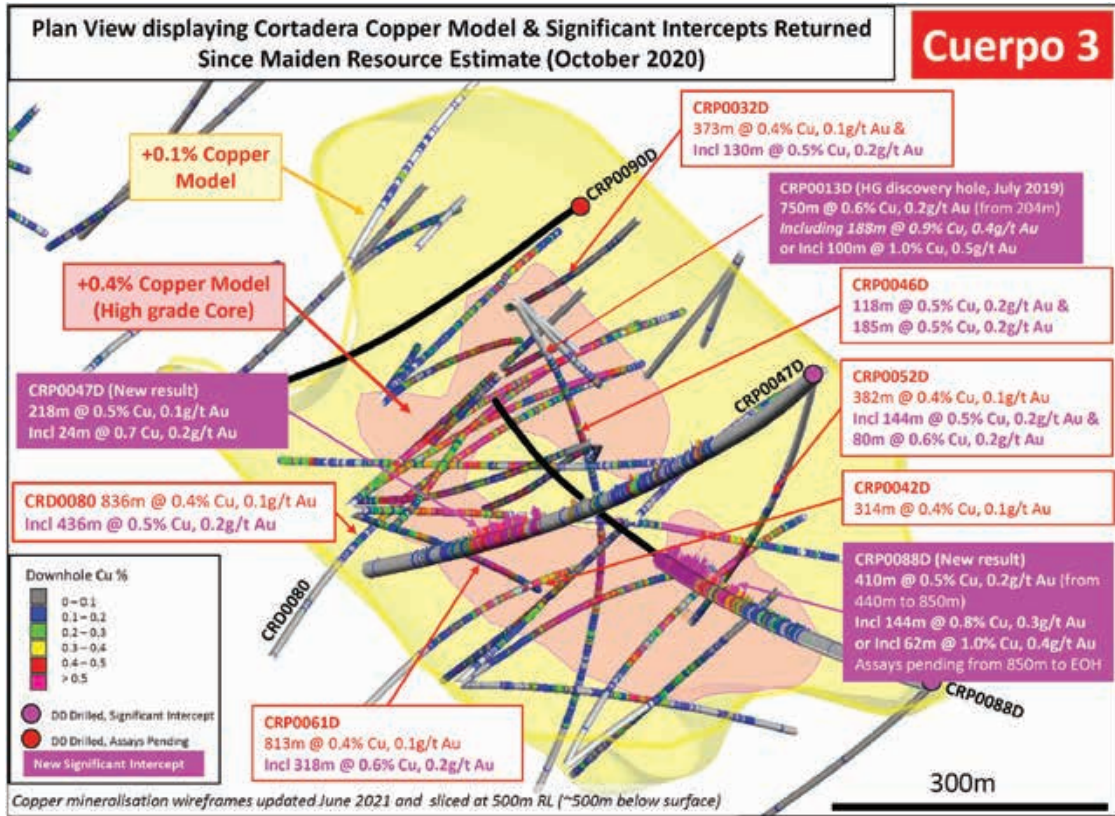 Plan View displaying Cortadera Copper Model & Significant Intercepts Returned
Since Maiden Resource Estimate (October 2020)
Cuerpo 3
+0.1% Copper
Model
CRP0090D
CRP0032D
373m @ 0.4% Cu, 0.1g/t Au &
Incl 130m @ 0.5% Cu, 0.2g/t Au
CRP0013D (HG discovery hole, July 2019)
750m @ 0.6% Cu, 0.2g/t Au (from 204m)
Including 188m @ 0.9% Cu, 0.4g/t Au
or Incl 100m @ 1.0% Cu, 0.5g/t Au
+0.4% Copper Model
(High grade Core)
CRP0046D
118m @ 0.5% Cu, 0.2g/t Au &
185m @ 0.5% Cu, 0.2g/t Au
CRP0047D
CRP0047D (New result)
218m @ 0.5% Cu, 0.1g/t Au
Incl 24m @ 0.7 Cu, 0.2g/t Au
CRP0052D
382m @ 0.4% Cu, 0.1g/t Au
Incl 144m @ 0.5% Cu, 0.2g/t Au &
80m @ 0.6% Cu, 0.2g/t Au
CRD0080 836m @ 0.4% Cu, 0.1g/t Au
Incl 436m @ 0.5% Cu, 0.2g/t Au
CRP0042D
314m @ 0.4% Cu, 0.1g/t Au
CRD0080
CRP0088D (New result)
410m @ 0.5% Cu, 0.2g/t Au (from
440m to 850m)
Incl 144m @ 0.8% Cu, 0.3g/t Au
or Incl 62m @ 1.0% Cu, 0.4g/t Au
Assays pending from 850m to EOH
CRP0088D
Downhole Cu %
0 – 0.1
0.1 – 0.2
0.2 – 0.3
0.3 – 0.4
0.4 – 0.5
> 0.5
DD Drilled, Significant Intercept
DD Drilled, Assays Pending
New Significant Intercept
CRP0061D
813m @ 0.4% Cu, 0.1g/t Au
Incl 318m @ 0.6% Cu, 0.2g/t Au
300m
Copper mineralisation wireframes updated June 2021 and sliced at 500m RL (~500m below surface)